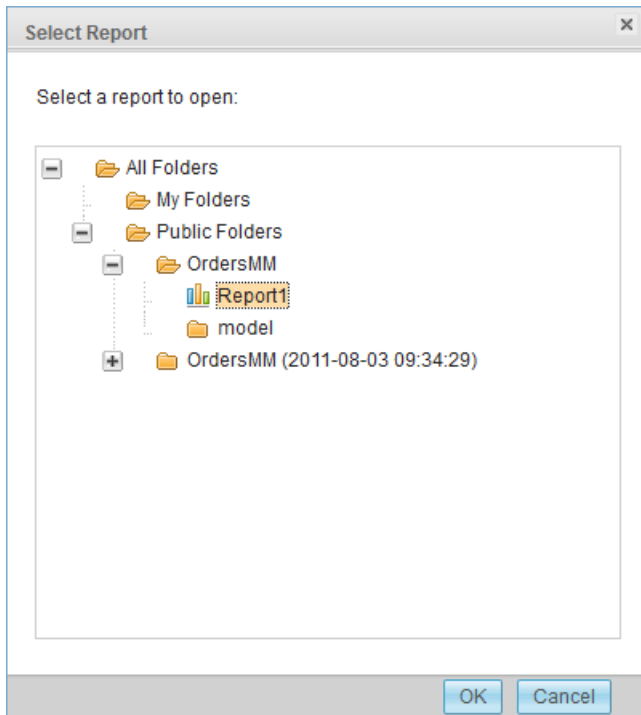 Select Report
Select a report to open:
All Folders
My Folders
Public Folders
OrdersMM
Report1
model
OrdersMM (2011-08-03 09:34:29)
OK Cancel